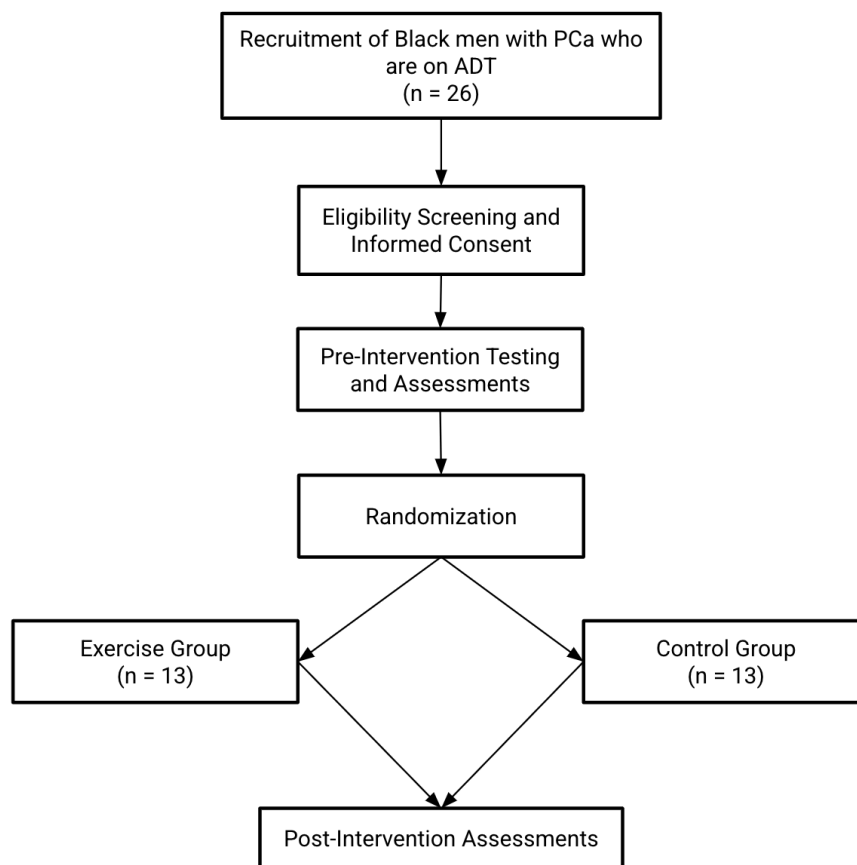 Recruitment of Black men with PCa who
are on ADT
(n = 26)
Eligibility Screening and
Informed Consent
Pre-Intervention Testing
and Assessments
Randomization
Exercise Group
(n = 13)
Control Group
(n = 13)
Post-Intervention Assessments